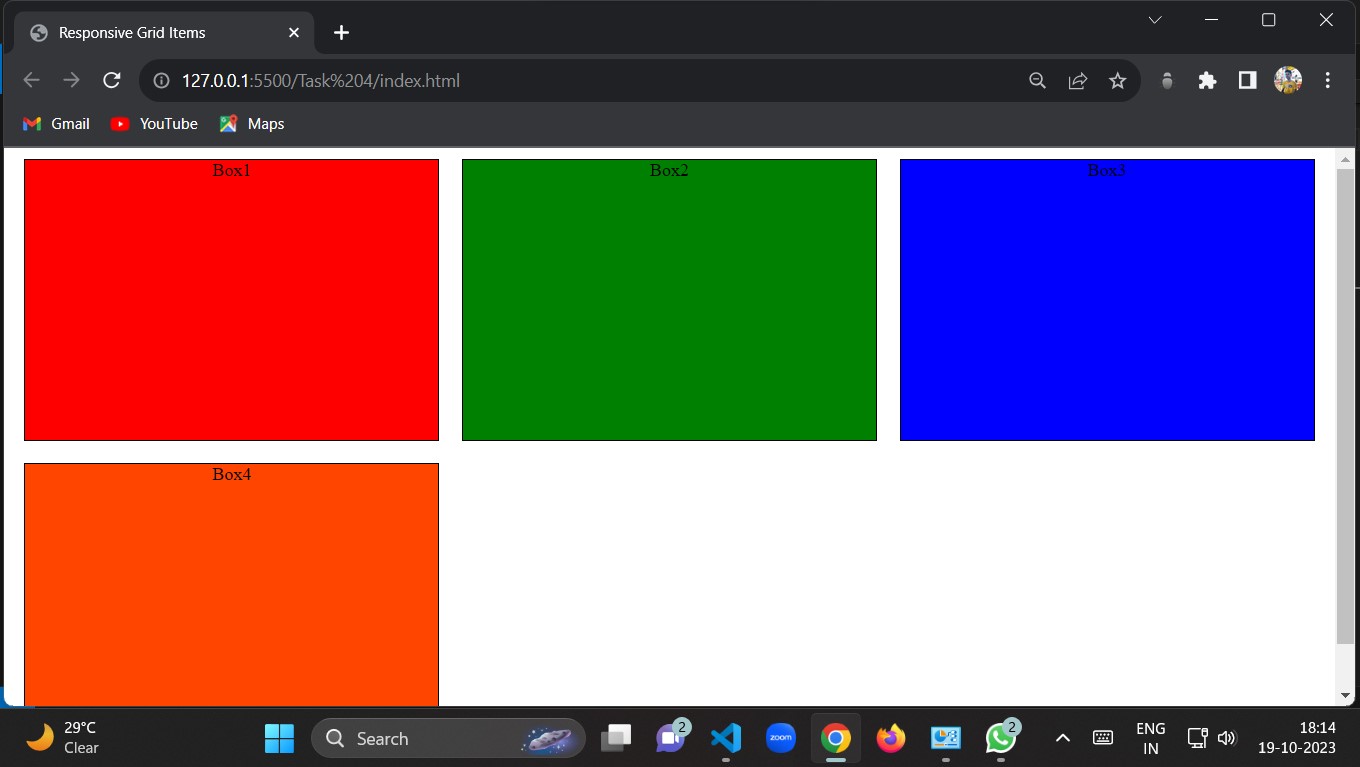 Responsive Grid Items
127.0.0.1:5500/Task%204/index.html
Gmail YouTube Maps
Box1 Box2 Box3
Box4
29°C
Clear
Search
2
zoom
2
ENG
IN
18:14
19-10-2023